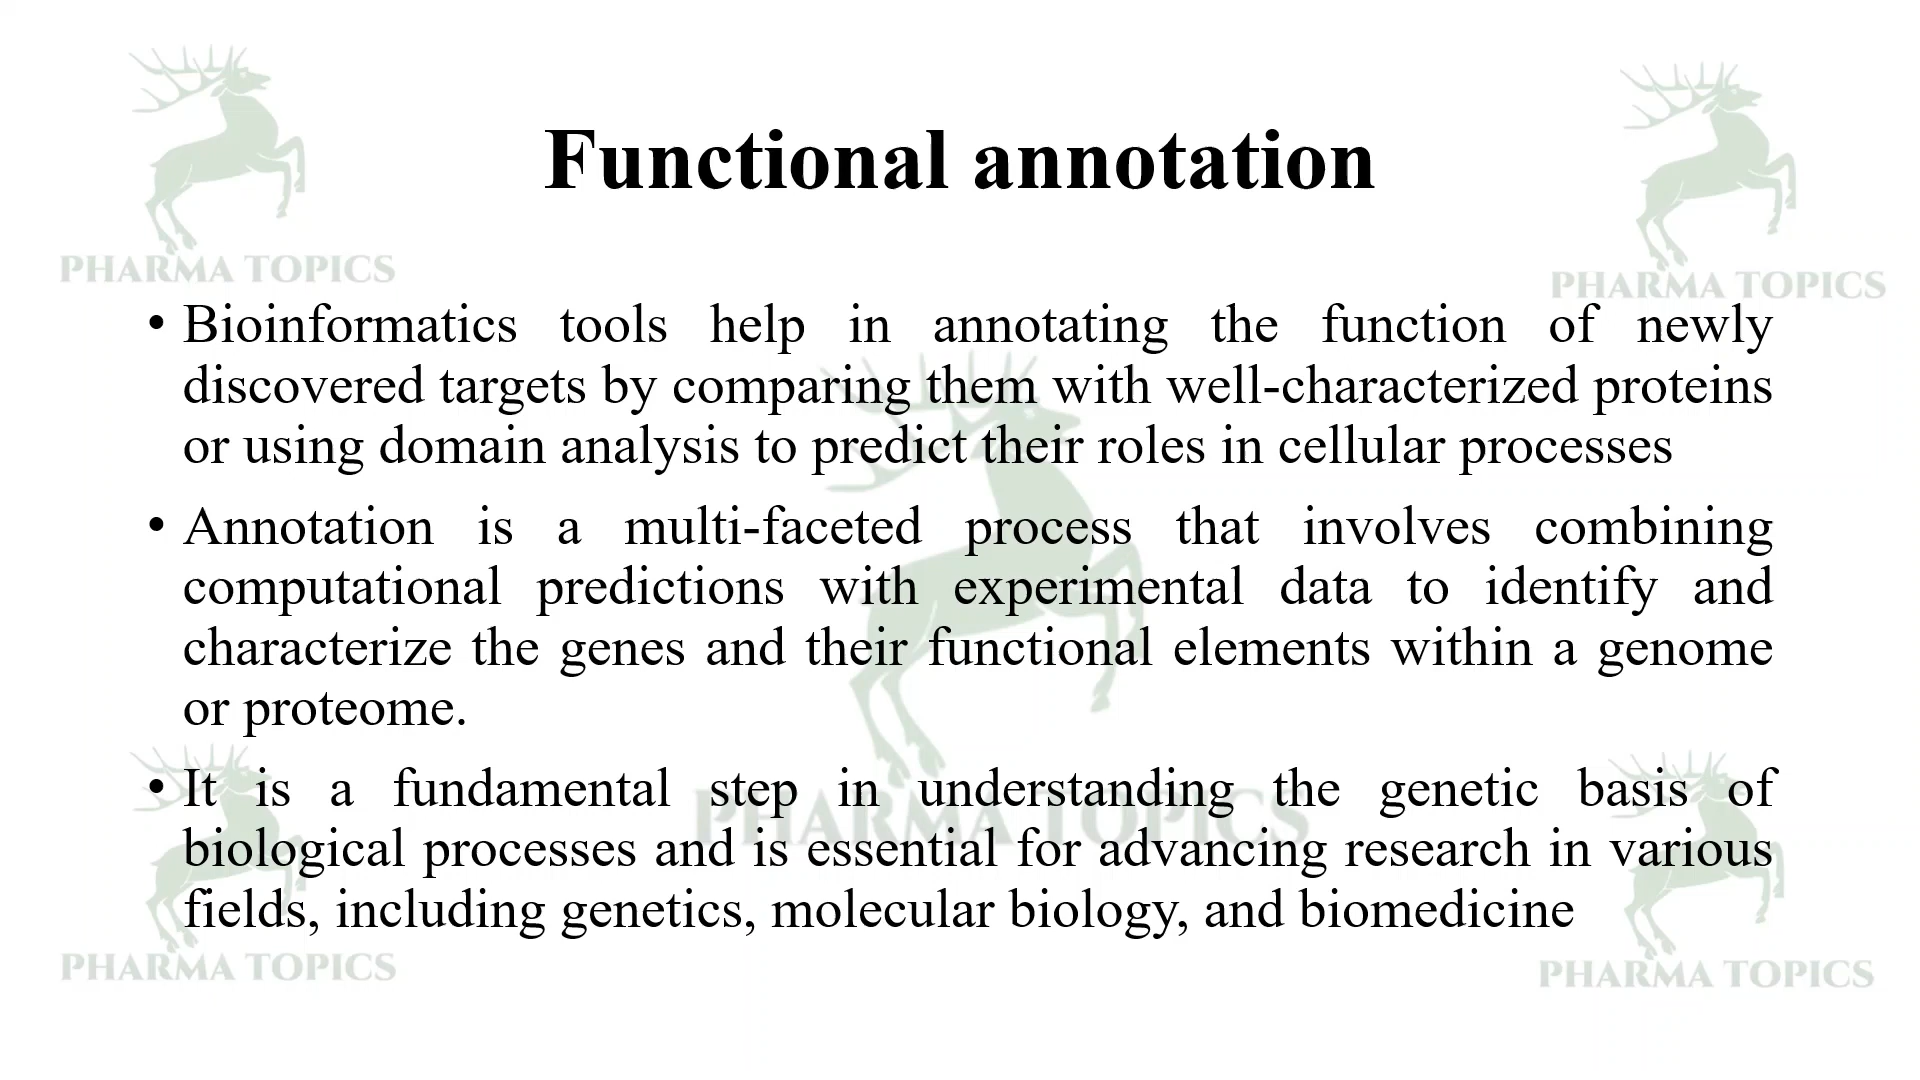 PHARMA TOPICS
PHARMA TOPICS
Functional annotation
• Bioinformatics tools help in annotating the function of newly
discovered targets by comparing them with well-characterized proteins
or using domain analysis to predict their roles in cellular processes
• Annotation is a multi-faceted process that involves combining
computational predictions with experimental data to identify and
characterize the genes and their functional elements within a genome
or proteome.
• It is a fundamental step in understanding the genetic basis of
biological processes and is essential for advancing research in various
fields, including genetics, molecular biology, and biomedicine
PHARMA TOPICS
PHARMA TOPICS
PHARMA TOPICS